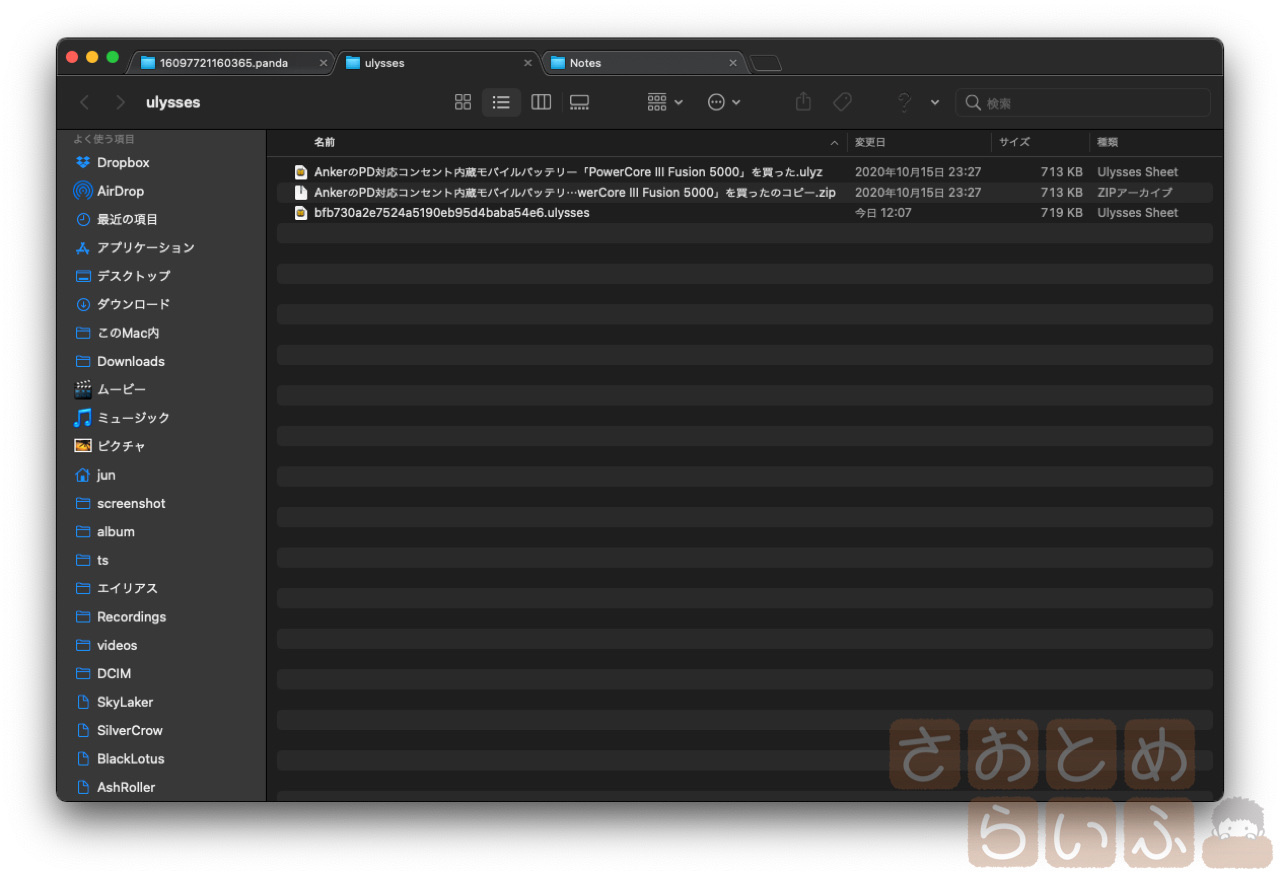 16097721160365.panda
ulysses
Notes
ulysses
検索
よく使う項目
Dropbox
AirDrop
最近の項目
アプリケーション
デスクトップ
ダウンロード
このMac内
Downloads
ムービー
ミュージック
ピクチャ
jun
screenshot
album
ts
エイリアス
Recordings
videos
DCIM
SkyLaker
SilverCrow
BlackLotus
AshRoller
名前 変更日 サイズ 種類
AnkerのPD対応コンセント内蔵モバイルバッテリー「PowerCore III Fusion 5000」を買った.ulyz 2020年10月15日 23:27 713 KB Ulysses Sheet
AnkerのPD対応コンセント内蔵モバイルバッテリ…werCore III Fusion 5000」を買ったのコピー.zip 2020年10月15日 23:27 713 KB ZIPアーカイブ
bfb730a2e7524a5190eb95d4baba54e6.ulysses 今日 12:07 719 KB Ulysses Sheet
さおとめ
らいふ